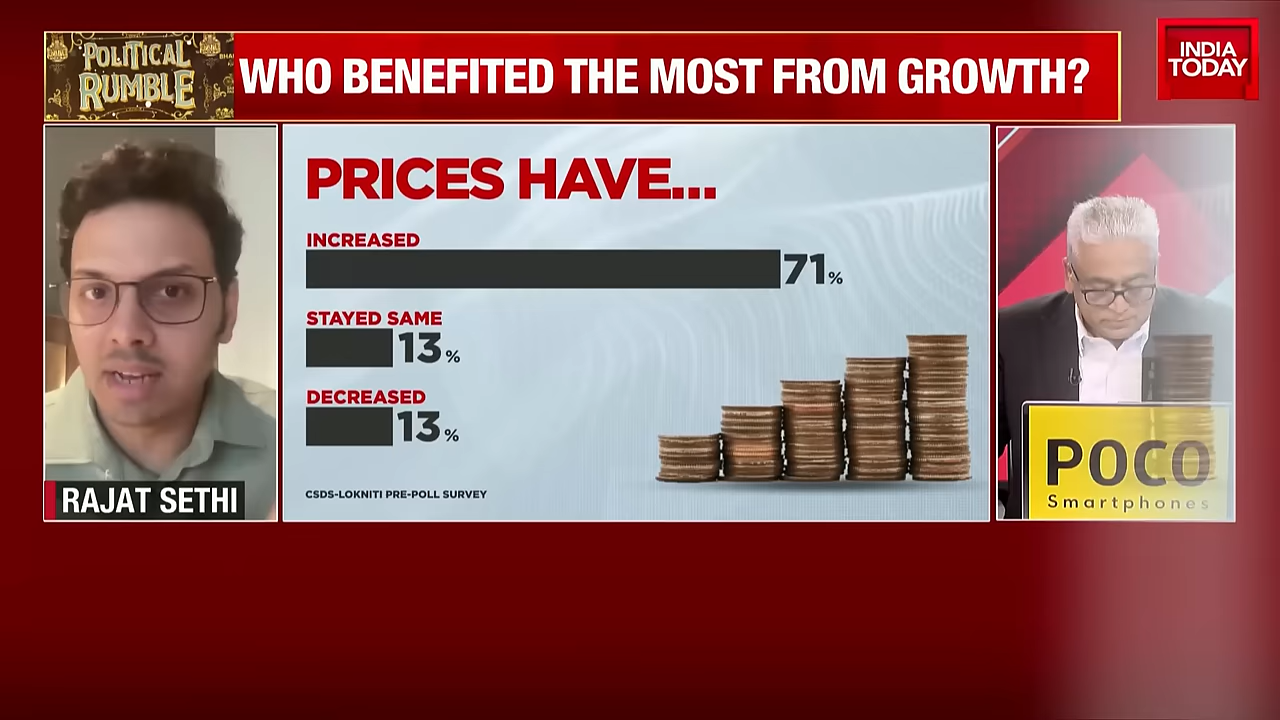 POLITICAL
RUMBLE
WHO BENEFITED THE MOST FROM GROWTH?
INDIA
TODAY
PRICES HAVE...
INCREASED
71%
STAYED SAME
13%
DECREASED
13%
CSDS-LOKNITI PRE-POLL SURVEY
RAJAT SETHI
POCO
Smartphones